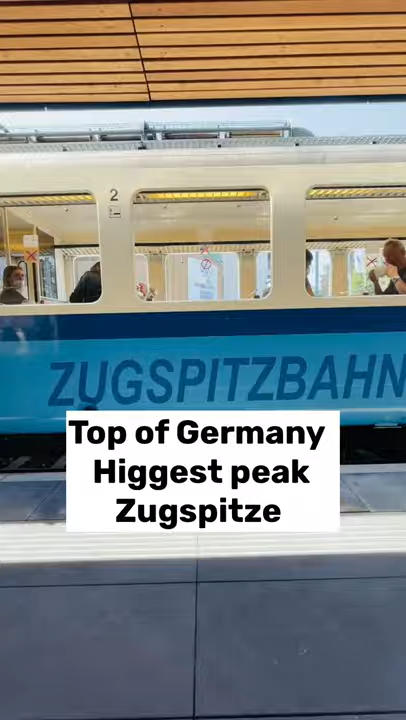 2
ZUGSPITZBAHN
Top of Germany
Higgest peak
Zugspitze